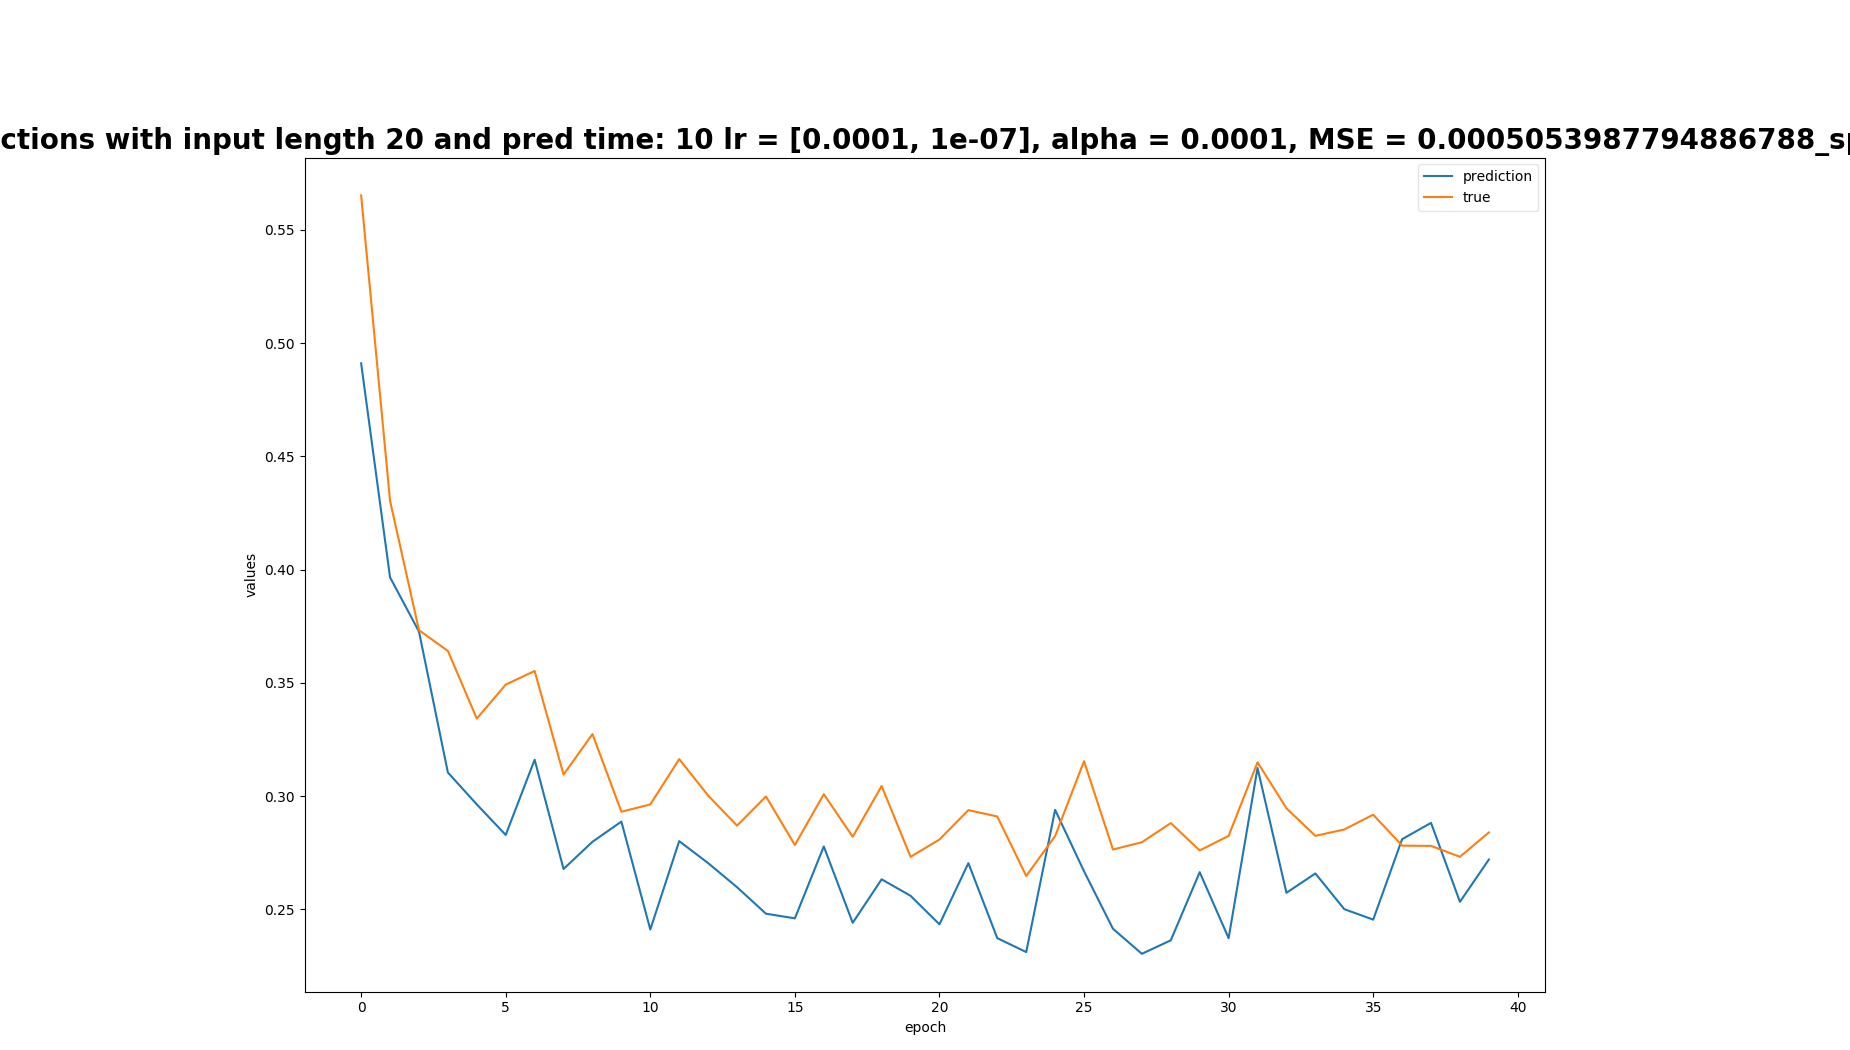 ctions with input length 20 and pred time: 10 lr = [0.0001, 1e-07], alpha = 0.0001, MSE = 0.0005053987794886788_sp
prediction
true
0.55
0.50
0.45
0.40
0.35
0.30
0.25
values
0 5 10 15 20 25 30 35 40
epoch